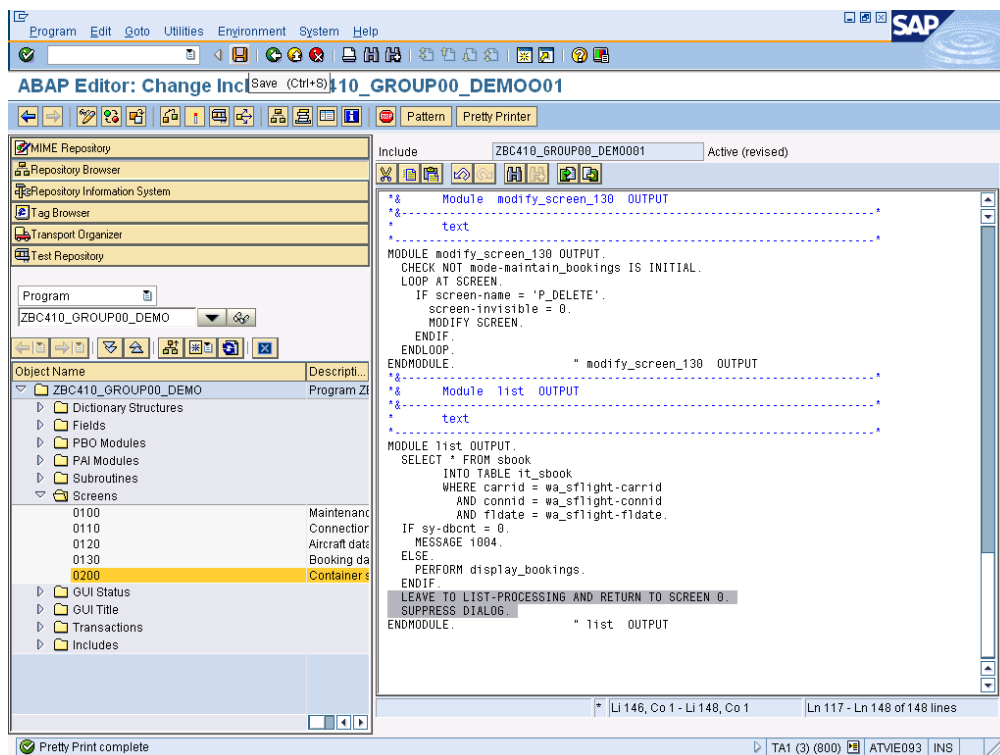 Program Edit Goto Utilities Environment System Help
SAP
ABAP Editor: Change Incl Save (Ctrl+S) 410_GROUP00_DEMOO01
Pattern Pretty Printer
MIME Repository
Repository Browser
Repository Information System
Tag Browser
Transport Organizer
Test Repository
Program
ZBC410_GROUP00_DEMO
Object Name Descripti...
ZBC410_GROUP00_DEMO Program ZB
Dictionary Structures
Fields
PBO Modules
PAI Modules
Subroutines
Screens
0100 Maintenanc
0110 Connection
0120 Aircraft data
0130 Booking da
0200 Container s
GUI Status
GUI Title
Transactions
Includes
Include ZBC410_GROUP00_DEMOO01 Active (revised)
*& Module modify_screen_130 OUTPUT
*&---------------------------------------------------------------------*
* text
*----------------------------------------------------------------------*
MODULE modify_screen_130 OUTPUT.
CHECK NOT mode-maintain_bookings IS INITIAL.
LOOP AT SCREEN.
IF screen-name = 'P_DELETE'.
screen-invisible = 0.
MODIFY SCREEN.
ENDIF.
ENDLOOP.
ENDMODULE. " modify_screen_130 OUTPUT
*&---------------------------------------------------------------------*
*& Module list OUTPUT
*&---------------------------------------------------------------------*
* text
*----------------------------------------------------------------------*
MODULE list OUTPUT.
SELECT * FROM sbook
INTO TABLE it_sbook
WHERE carrid = wa_sflight-carrid
AND connid = wa_sflight-connid
AND fldate = wa_sflight-fldate.
IF sy-dbcnt = 0.
MESSAGE i004.
ELSE.
PERFORM display_bookings.
ENDIF.
LEAVE TO LIST-PROCESSING AND RETURN TO SCREEN 0.
SUPPRESS DIALOG.
ENDMODULE. " list OUTPUT
* Li 146, Co 1 - Li 148, Co 1 Ln 117 - Ln 148 of 148 lines
Pretty Print complete TA1 (3) (800) ATVIE093 INS